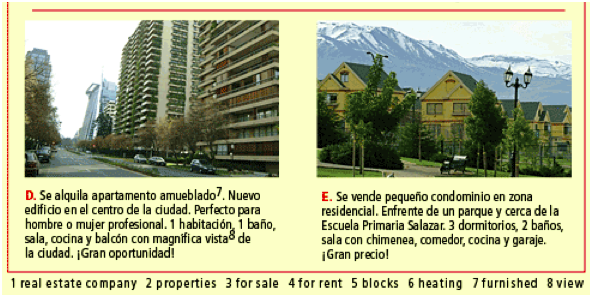 D. Se alquila apartamento amueblado7. Nuevo
edificio en el centro de la ciudad. Perfecto para
hombre o mujer profesional. 1 habitación, 1 baño,
sala, cocina y balcón con magnífica vista8 de
la ciudad. ¡Gran oportunidad!
E. Se vende pequeño condominio en zona
residencial. Enfrente de un parque y cerca de la
Escuela Primaria Salazar. 3 dormitorios, 2 baños,
sala con chimenea, comedor, cocina y garaje.
¡Gran precio!
1 real estate company 2 properties 3 for sale 4 for rent 5 blocks 6 heating 7 furnished 8 view